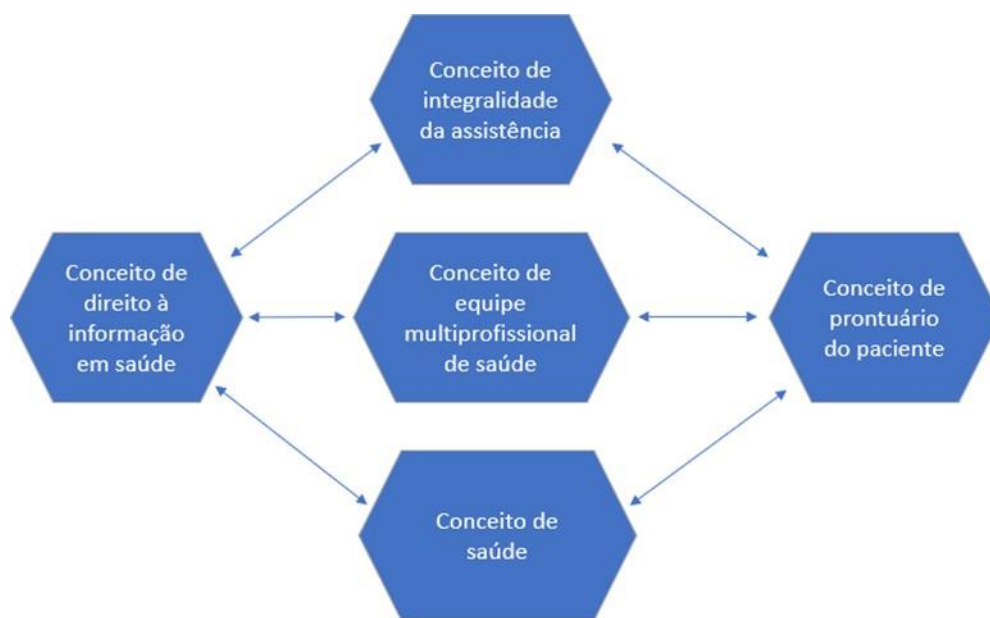 Conceito de
integralidade
da assistência
Conceito de
direito à
informação
em saúde
Conceito de
equipe
multiprofissional
de saúde
Conceito de
prontuário
do paciente
Conceito de
saúde